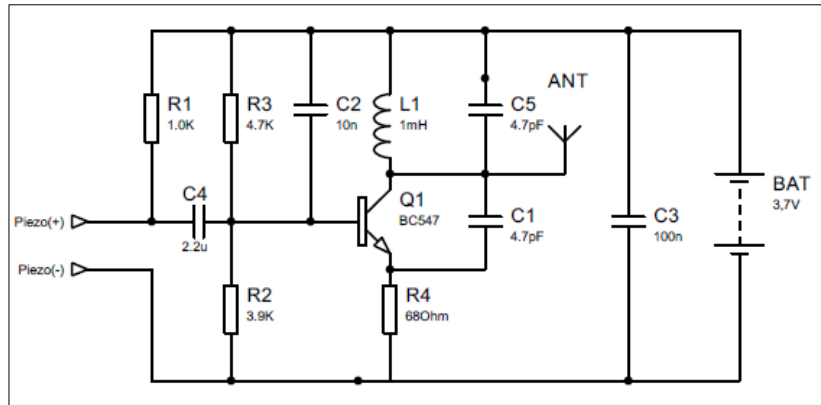 ANT
R1
1.0K
R3
4.7K
C2
10n
L1
1mH
C5
4.7pF
C4
2.2u
Piezo(+)
Q1
BC547
C1
4.7pF
C3
100n
BAT
3,7V
Piezo(-)
R2
3.9K
R4
68Ohm